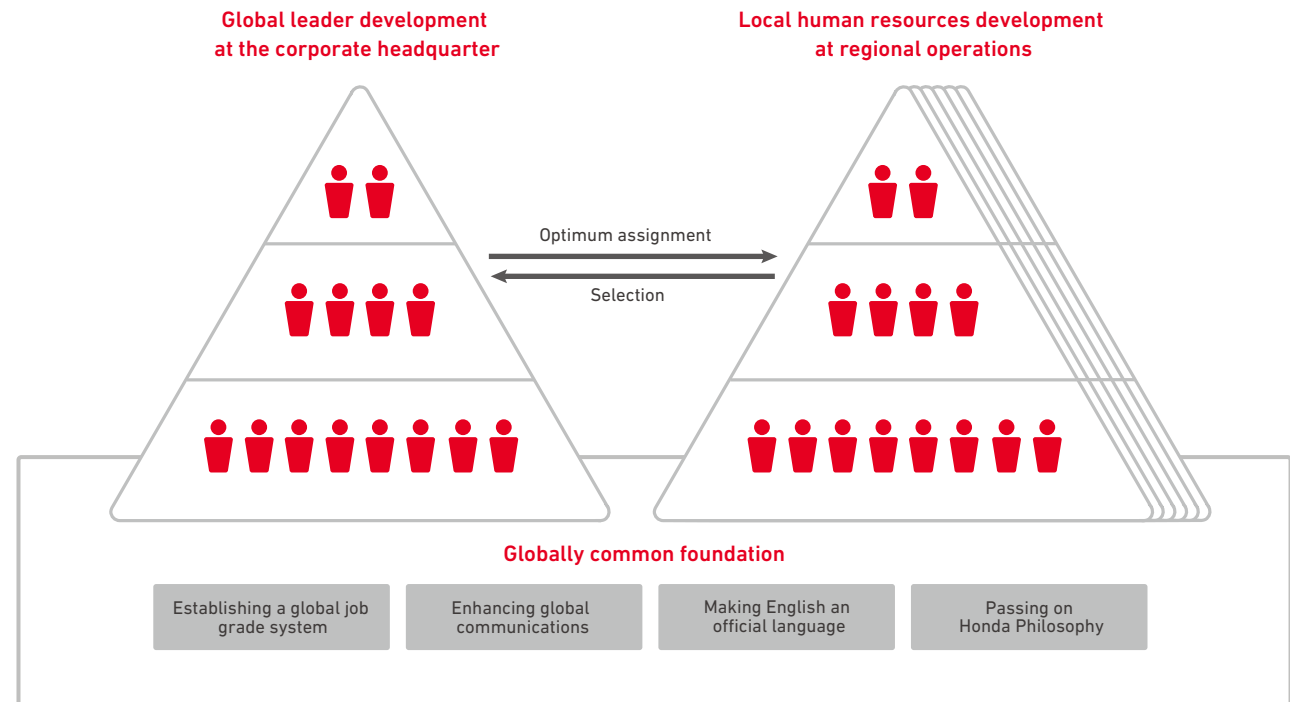 Global leader development
at the corporate headquarter
Local human resources development
at regional operations
Optimum assignment
Selection
Globally common foundation
Establishing a global job
grade system
Enhancing global
communications
Making English an
official language
Passing on
Honda Philosophy